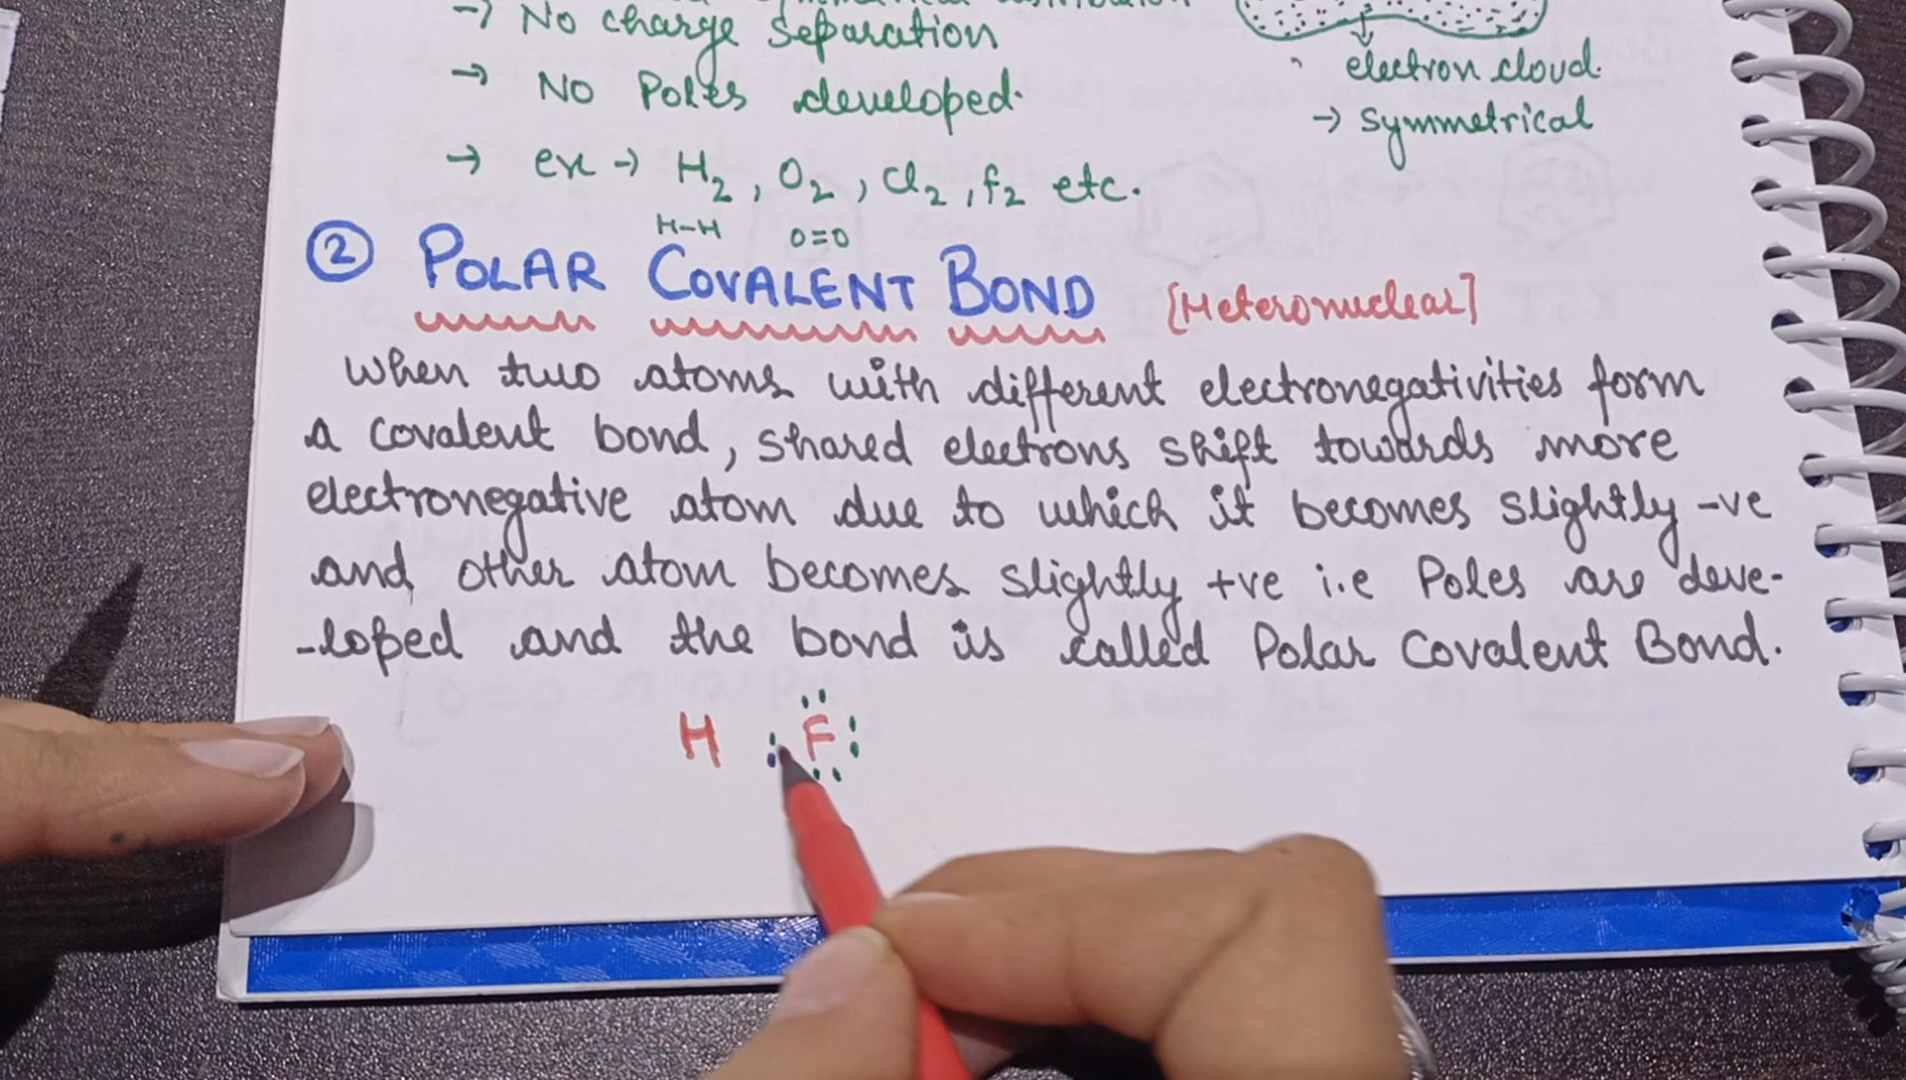 → No charge separation
→ No Poles developed.
→ ex → H₂, O₂, Cl₂, f₂ etc.
H-H O=O
electron cloud.
→ symmetrical
② POLAR COVALENT BOND [Heteronuclear]
When two atoms with different electronegativities form
a covalent bond, shared electrons shift towards more
electronegative atom due to which it becomes slightly -ve
and other atom becomes slightly +ve i.e Poles are deve-
-loped and the bond is called Polar Covalent Bond.
H F